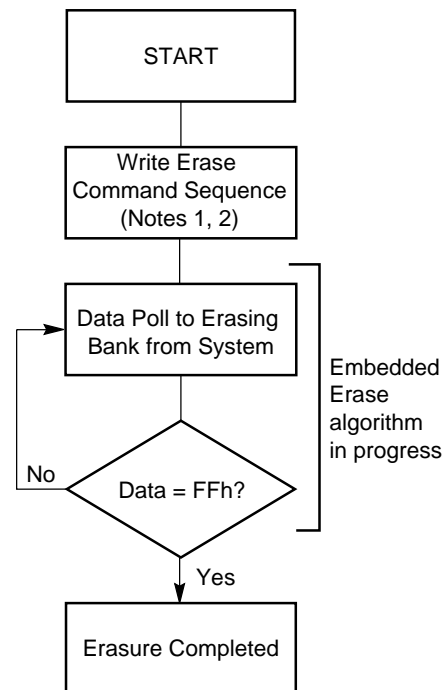 START
Write Erase
Command Sequence
(Notes 1, 2)
Data Poll to Erasing
Bank from System
Embedded
Erase
algorithm
in progress
No
Data = FFh?
Yes
Erasure Completed